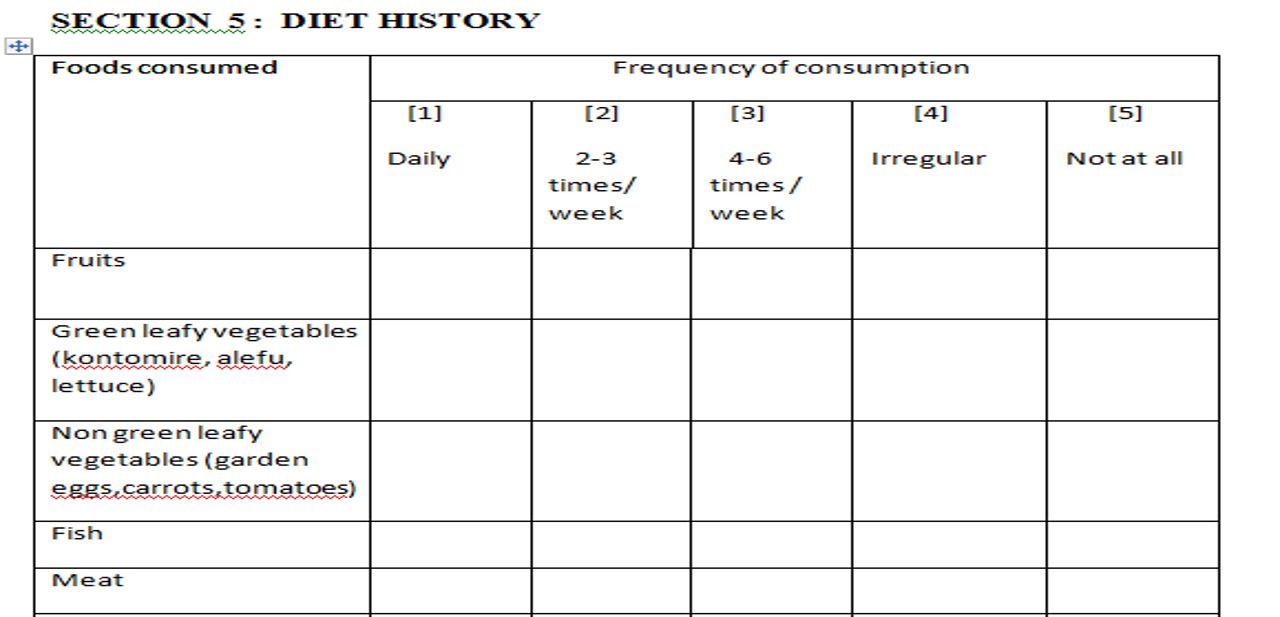 SECTION 5 : DIET HISTORY
Foods consumed
Frequency of consumption
[1]
[2]
[3]
[4]
[5]
Daily
2-3
times/
week
4-6
times /
week
Irregular
Not at all
Fruits
Green leafy vegetables
(kontomire, alefu,
lettuce)
Non green leafy
vegetables (garden
eggs,carrots,tomatoes)
Fish
Meat